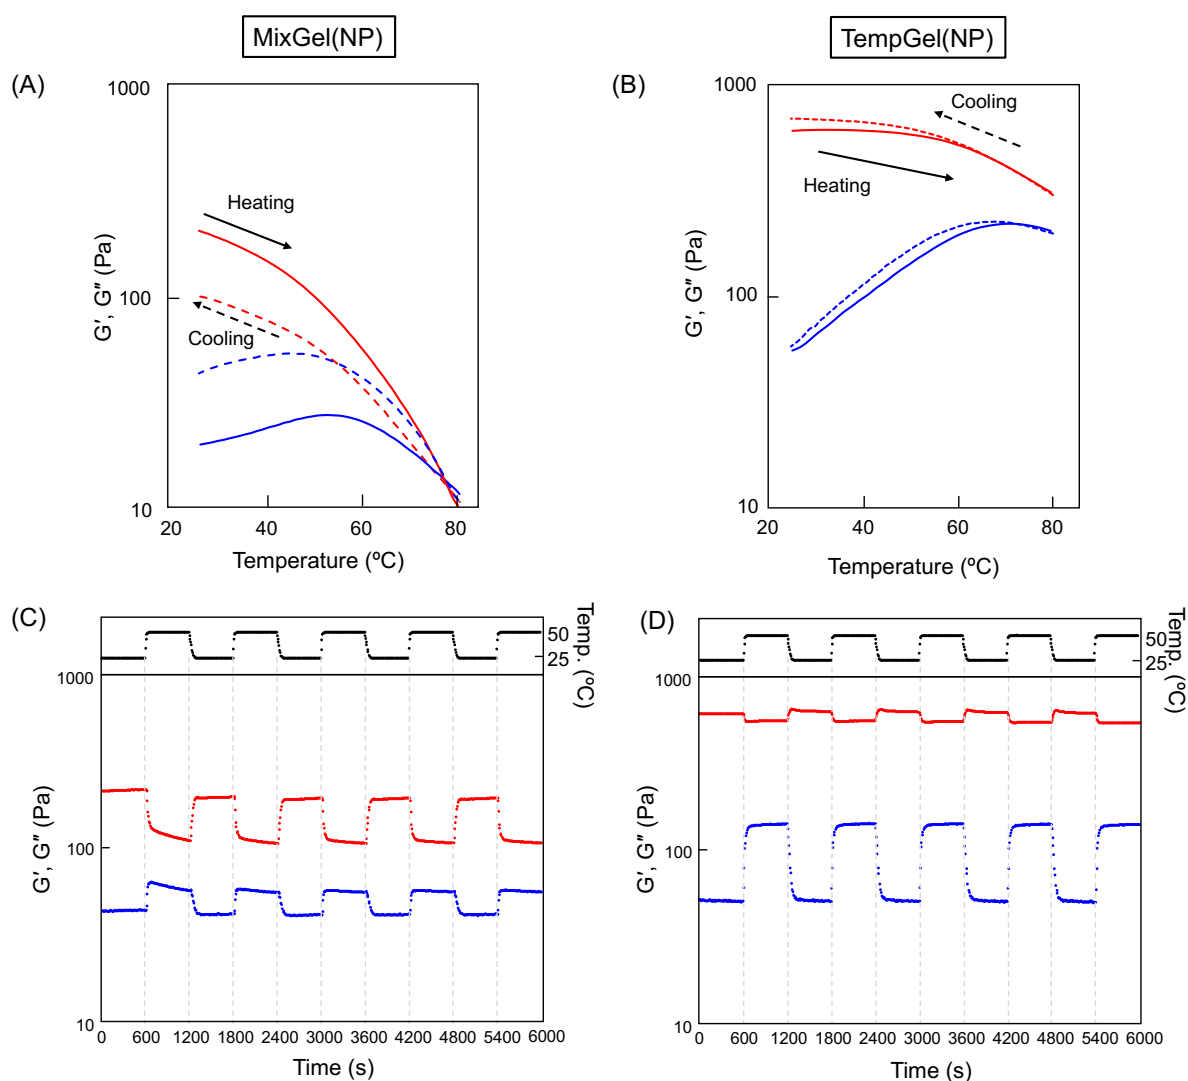 MixGel(NP)
TempGel(NP)
(A)
1000
100
10
G′, G″ (Pa)
Heating
Cooling
20
40
60
80
Temperature (ºC)
(B)
1000
100
10
G′, G″ (Pa)
Cooling
Heating
20
40
60
80
Temperature (ºC)
(C)
50
25
Temp. (ºC)
1000
100
10
G′, G″ (Pa)
0 600 1200 1800 2400 3000 3600 4200 4800 5400 6000
Time (s)
(D)
50
25
Temp. (ºC)
1000
100
10
G′, G″ (Pa)
0 600 1200 1800 2400 3000 3600 4200 4800 5400 6000
Time (s)